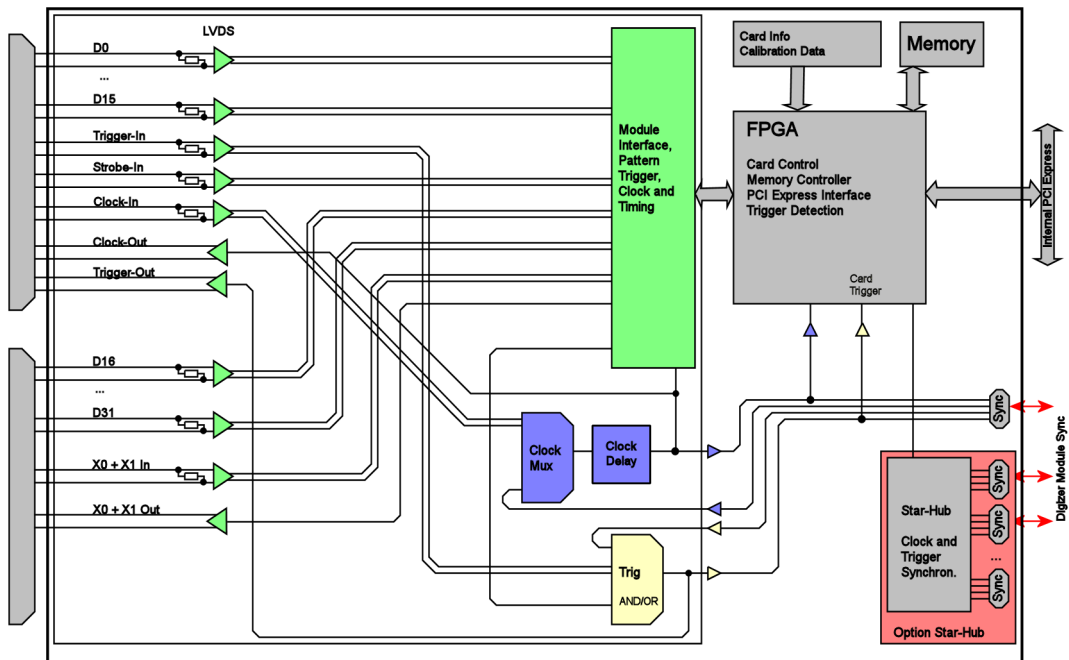 LVDS
D0
...
D15
Trigger-In
Strobe-In
Clock-In
Clock-Out
Trigger-Out
D16
...
D31
X0 + X1 In
X0 + X1 Out
Module
Interface,
Pattern
Trigger,
Clock and
Timing
Card Info
Calibration Data
Memory
FPGA
Card Control
Memory Controller
PCI Express Interface
Trigger Detection
Card
Trigger
Internal PCI Express
Clock
Mux
Clock
Delay
Trig
AND/OR
Sync
Sync
Sync
...
Sync
Star-Hub
Clock and
Trigger
Synchron.
Option Star-Hub
Digizer Module Sync